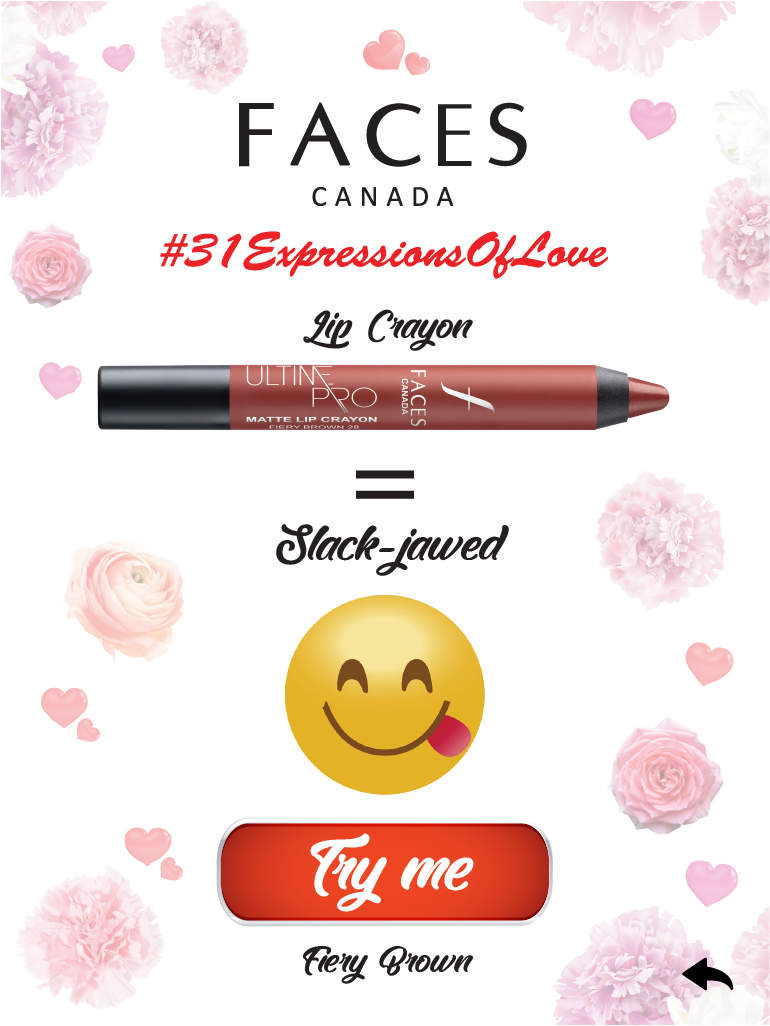 FACES
CANADA
#31ExpressionsOfLove
Lip Crayon
ULTIME
PRO
MATTE LIP CRAYON
FIERY BROWN 28
FACES
CANADA
f
=
Slack-jawed
Try me
Fiery Brown